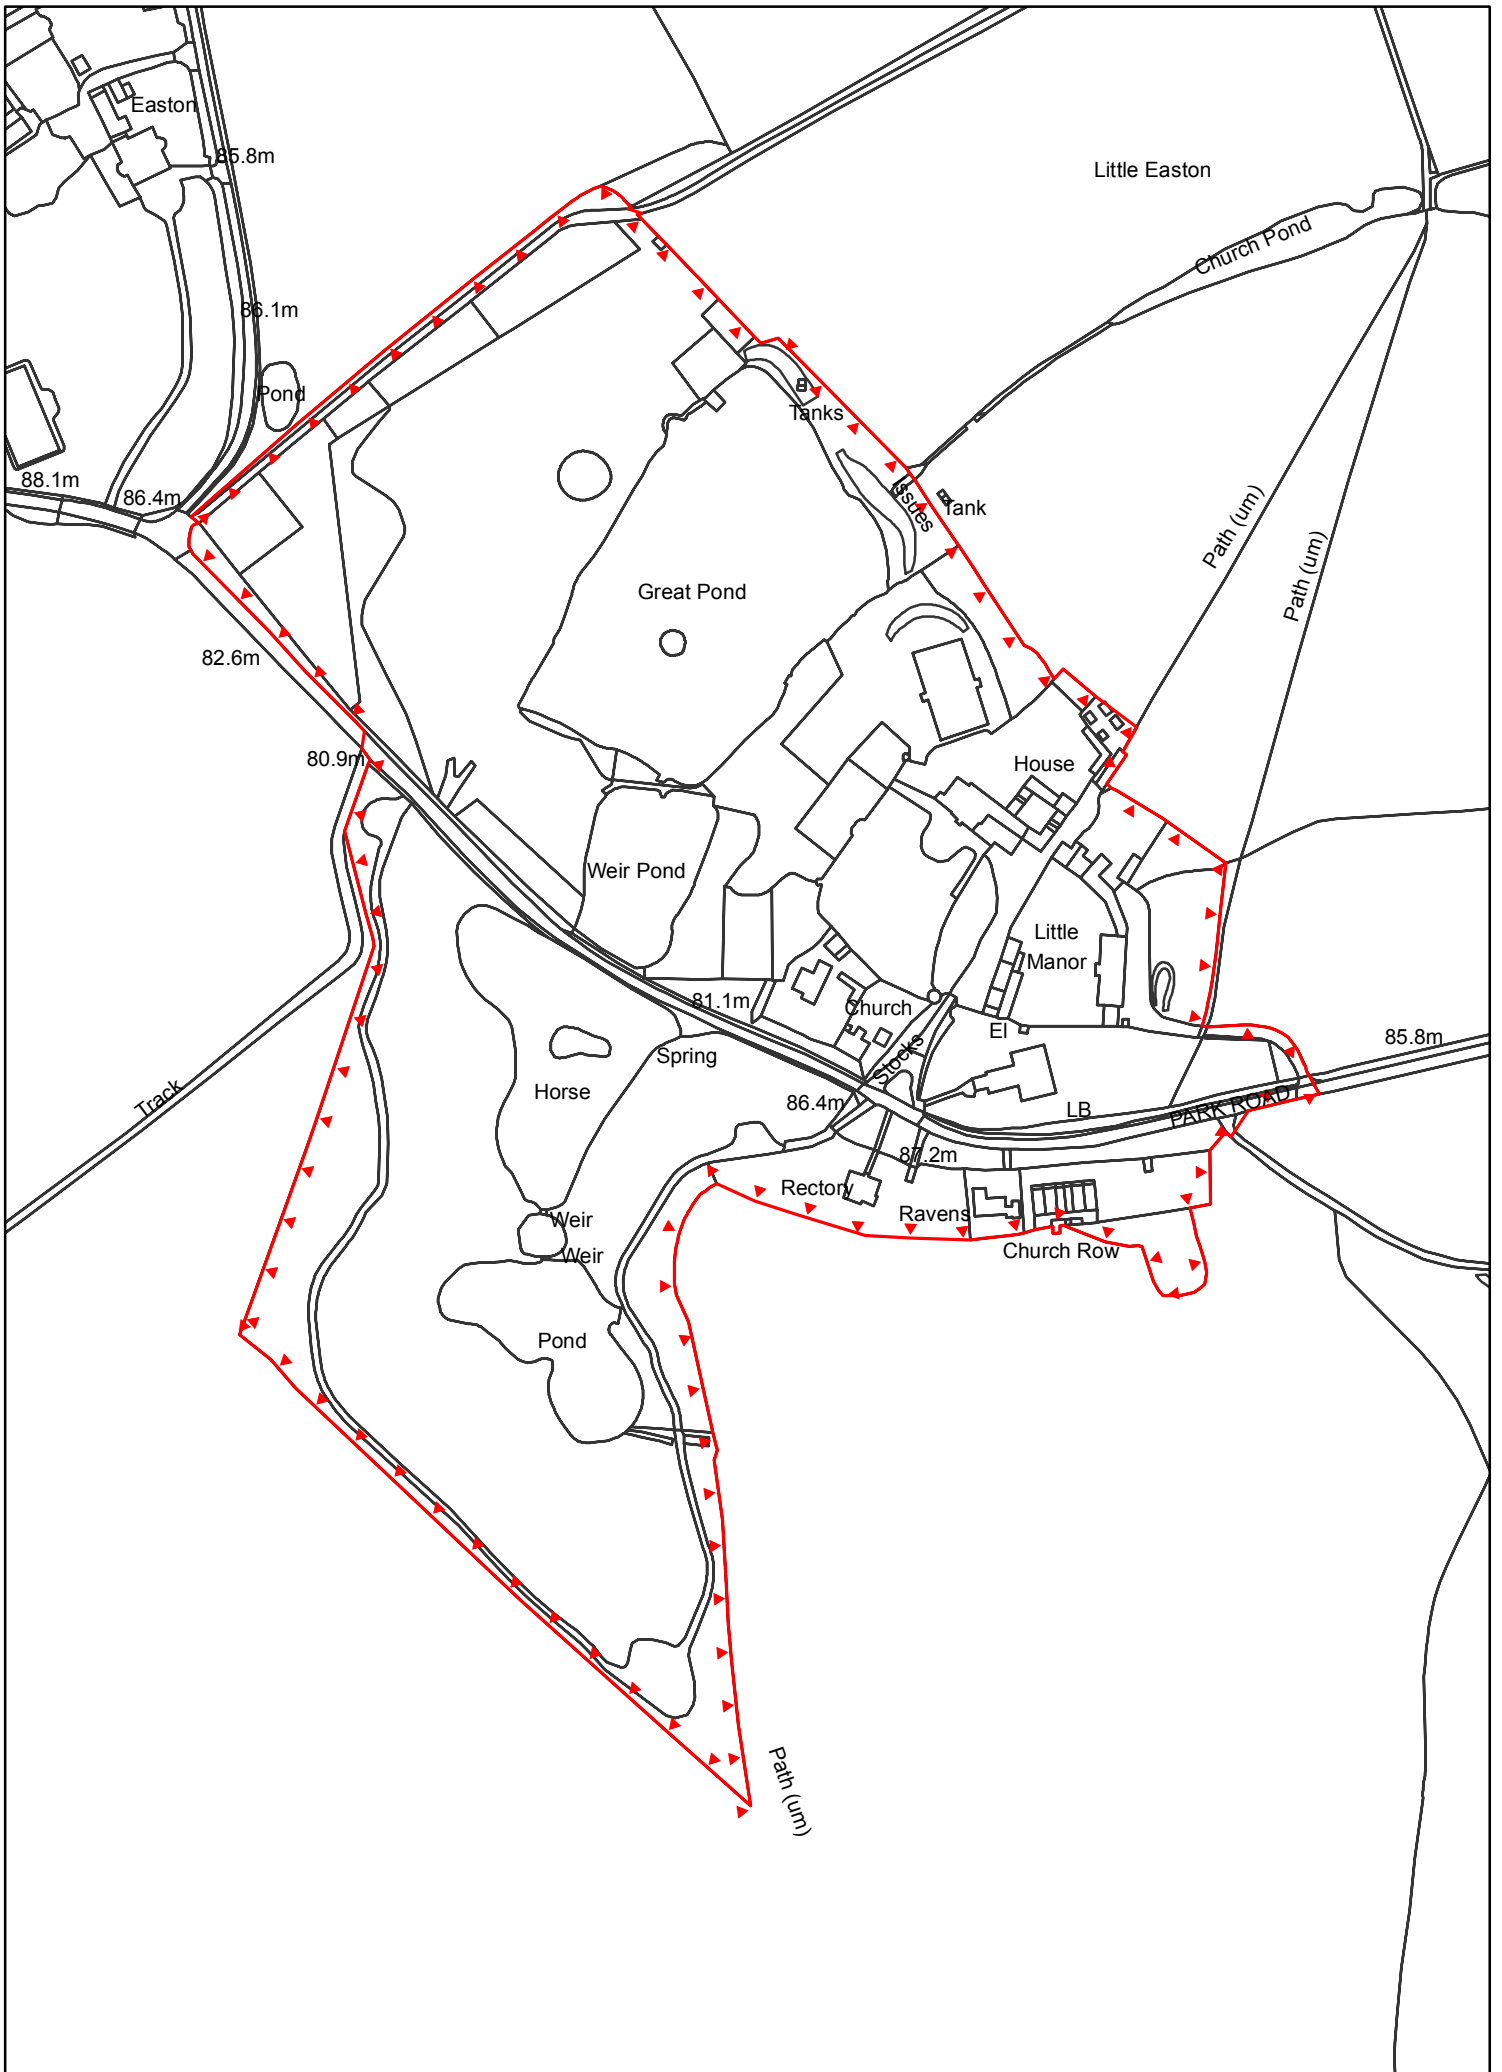 Easton
85.8m
Little Easton
Church Pond
86.1m
Pond
Tanks
88.1m
86.4m
Issues
Tank
Path (um)
Path (um)
Great Pond
82.6m
80.9m
House
Weir Pond
Little
Manor
81.1m
Church
El
85.8m
Spring
Stocks
Track
Horse
86.4m
LB
PARK ROAD
87.2m
Rectory
Ravens
Weir
Church Row
Weir
Pond
Path (um)